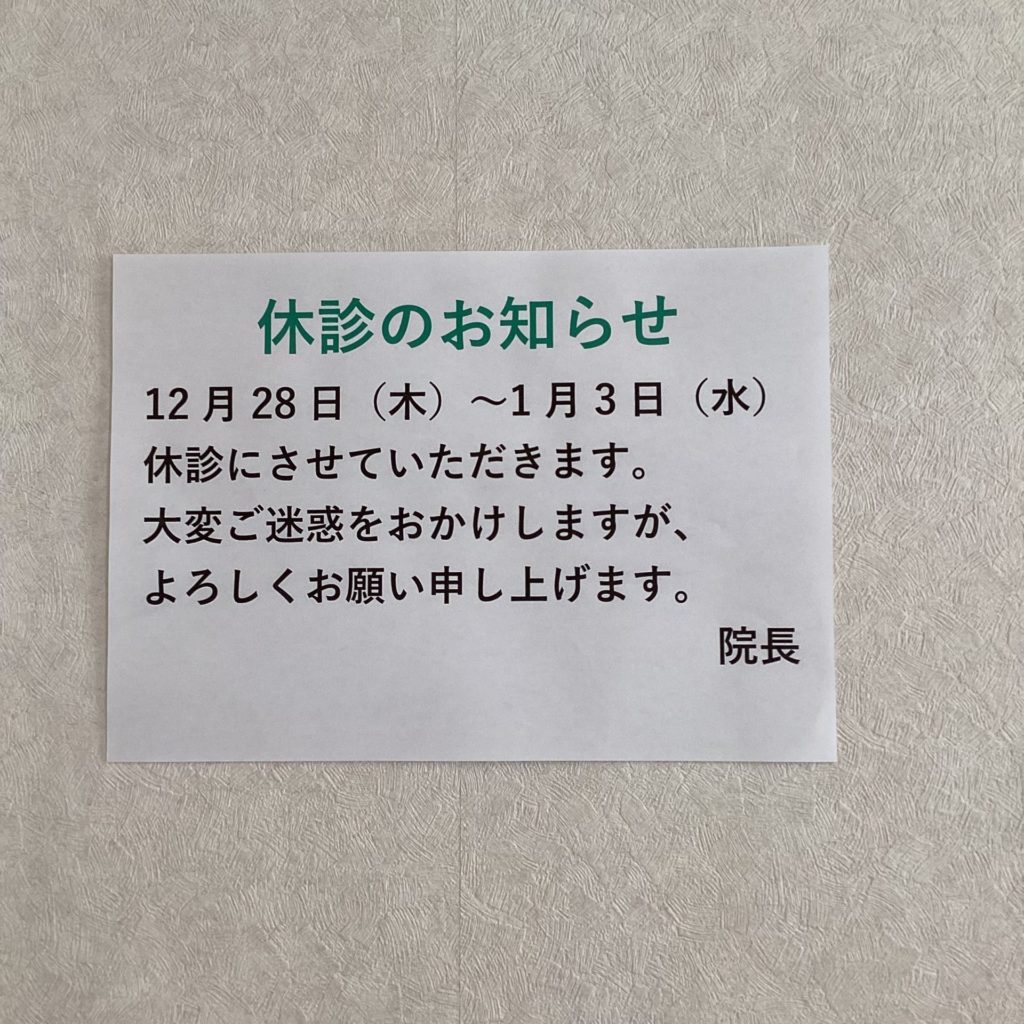 休診のお知らせ
12月28日（木）～1月3日（水）
休診にさせていただきます。
大変ご迷惑をおかけしますが、
よろしくお願い申し上げます。
院長